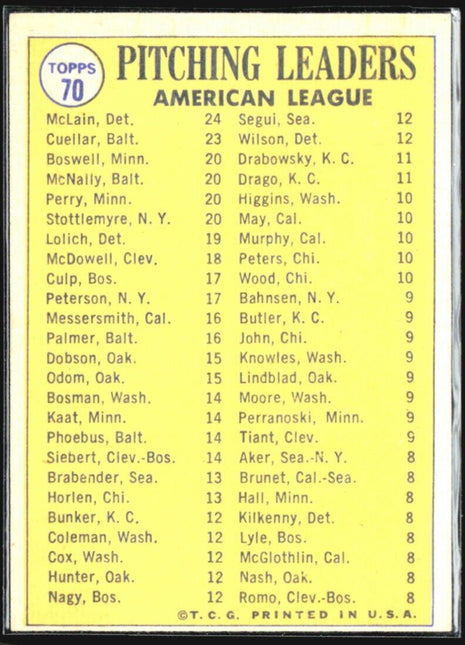 TOPPS
70
PITCHING LEADERS
AMERICAN LEAGUE
McLain, Det. 24 Segui, Sea. 12
Cuellar, Balt. 23 Wilson, Det. 12
Boswell, Minn. 20 Drabowsky, K. C. 11
McNally, Balt. 20 Drago, K. C. 11
Perry, Minn. 20 Higgins, Wash. 10
Stottlemyre, N. Y. 20 May, Cal. 10
Lolich, Det. 19 Murphy, Cal. 10
McDowell, Clev. 18 Peters, Chi. 10
Culp, Bos. 17 Wood, Chi. 10
Peterson, N. Y. 17 Bahnsen, N. Y. 9
Messersmith, Cal. 16 Butler, K. C. 9
Palmer, Balt. 16 John, Chi. 9
Dobson, Oak. 15 Knowles, Wash. 9
Odom, Oak. 15 Lindblad, Oak. 9
Bosman, Wash. 14 Moore, Wash. 9
Kaat, Minn. 14 Perranoski, Minn. 9
Phoebus, Balt. 14 Tiant, Clev. 9
Siebert, Clev.-Bos. 14 Aker, Sea.-N. Y. 8
Brabender, Sea. 13 Brunet, Cal.-Sea. 8
Horlen, Chi. 13 Hall, Minn. 8
Bunker, K. C. 12 Kilkenny, Det. 8
Coleman, Wash. 12 Lyle, Bos. 8
Cox, Wash. 12 McGlothlin, Cal. 8
Hunter, Oak. 12 Nash, Oak. 8
Nagy, Bos. 12 Romo, Clev.-Bos. 8
©T. C. G. PRINTED IN U. S. A.